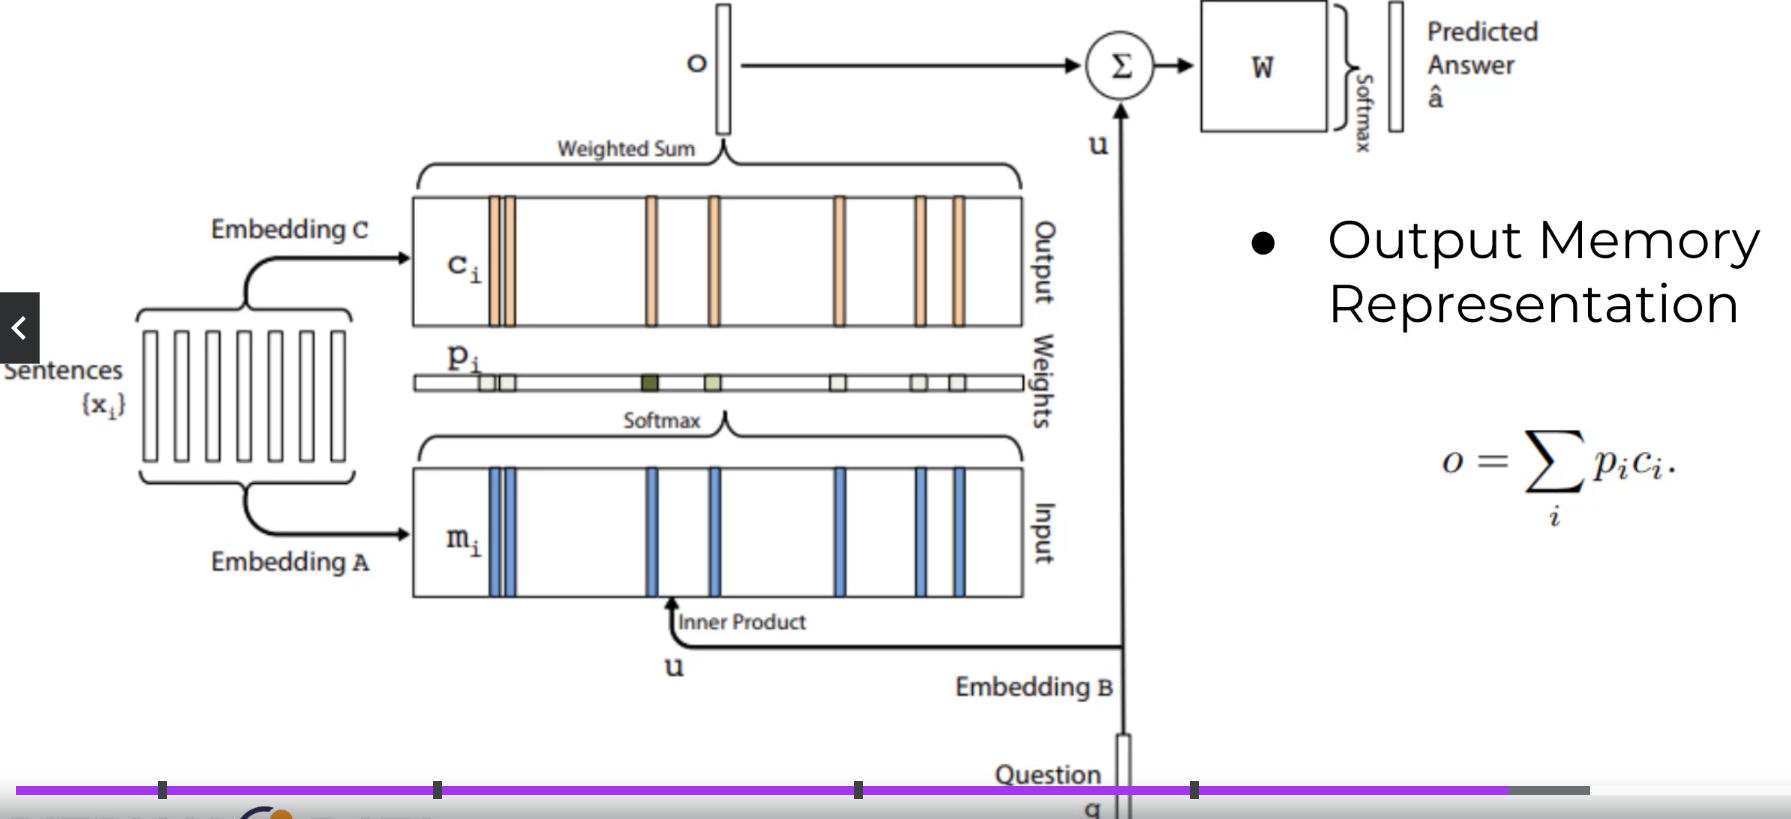 o
Σ
W
Softmax
Predicted
Answer
â
u
Weighted Sum
Embedding C
c_i
Output
● Output Memory
Representation
Sentences
{x_i}
p_i
Weights
Softmax
o = ∑_i p_i c_i.
m_i
Input
Embedding A
Inner Product
u
Embedding B
Question
q